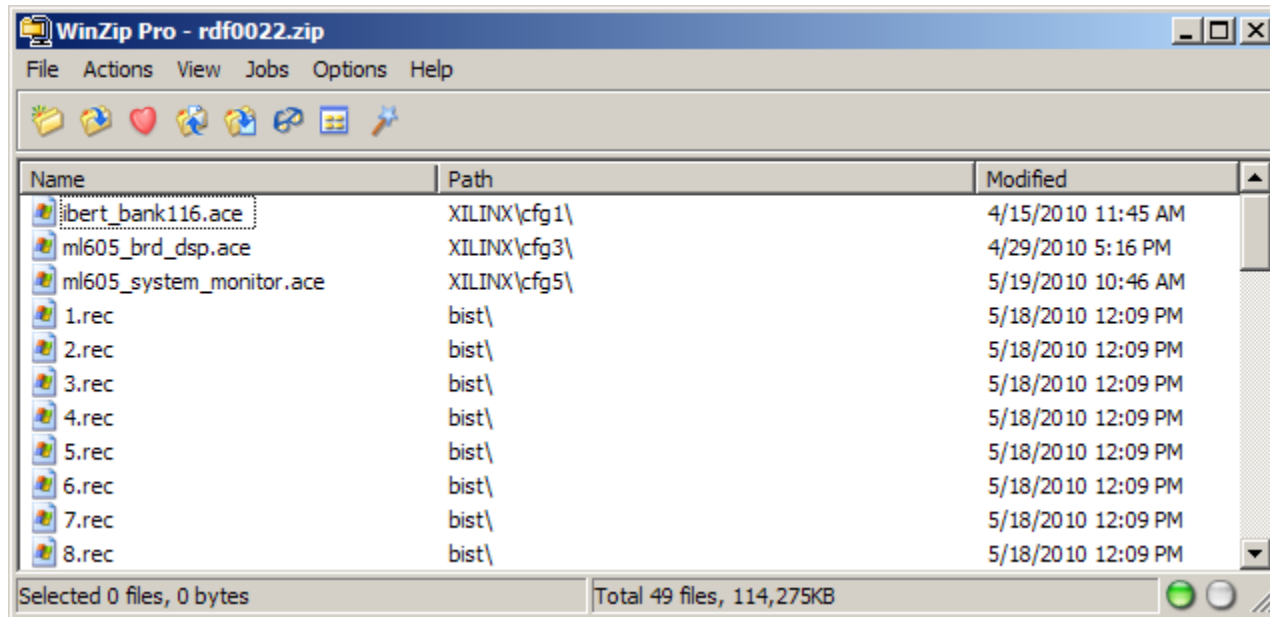 WinZip Pro - rdf0022.zip
File Actions View Jobs Options Help
Name Path Modified
ibert_bank116.ace XILINX\cfg1\ 4/15/2010 11:45 AM
ml605_brd_dsp.ace XILINX\cfg3\ 4/29/2010 5:16 PM
ml605_system_monitor.ace XILINX\cfg5\ 5/19/2010 10:46 AM
1.rec bist\ 5/18/2010 12:09 PM
2.rec bist\ 5/18/2010 12:09 PM
3.rec bist\ 5/18/2010 12:09 PM
4.rec bist\ 5/18/2010 12:09 PM
5.rec bist\ 5/18/2010 12:09 PM
6.rec bist\ 5/18/2010 12:09 PM
7.rec bist\ 5/18/2010 12:09 PM
8.rec bist\ 5/18/2010 12:09 PM
Selected 0 files, 0 bytes Total 49 files, 114,275KB